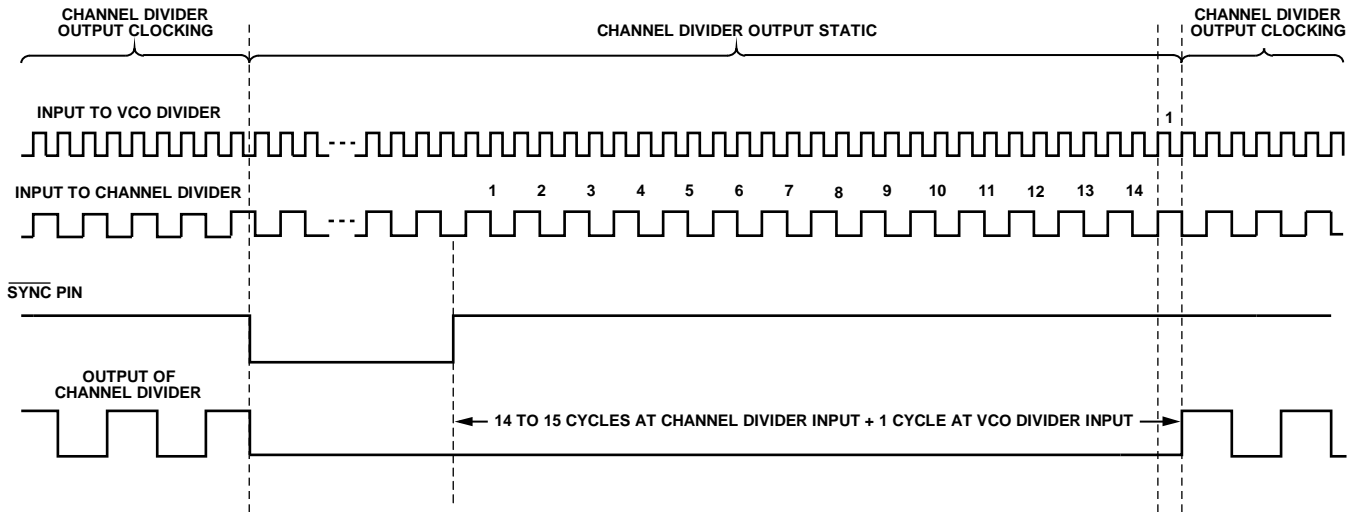 CHANNEL DIVIDER
OUTPUT CLOCKING
CHANNEL DIVIDER OUTPUT STATIC
CHANNEL DIVIDER
OUTPUT CLOCKING
INPUT TO VCO DIVIDER
1
INPUT TO CHANNEL DIVIDER
1 2 3 4 5 6 7 8 9 10 11 12 13 14
SYNC PIN
OUTPUT OF
CHANNEL DIVIDER
14 TO 15 CYCLES AT CHANNEL DIVIDER INPUT + 1 CYCLE AT VCO DIVIDER INPUT